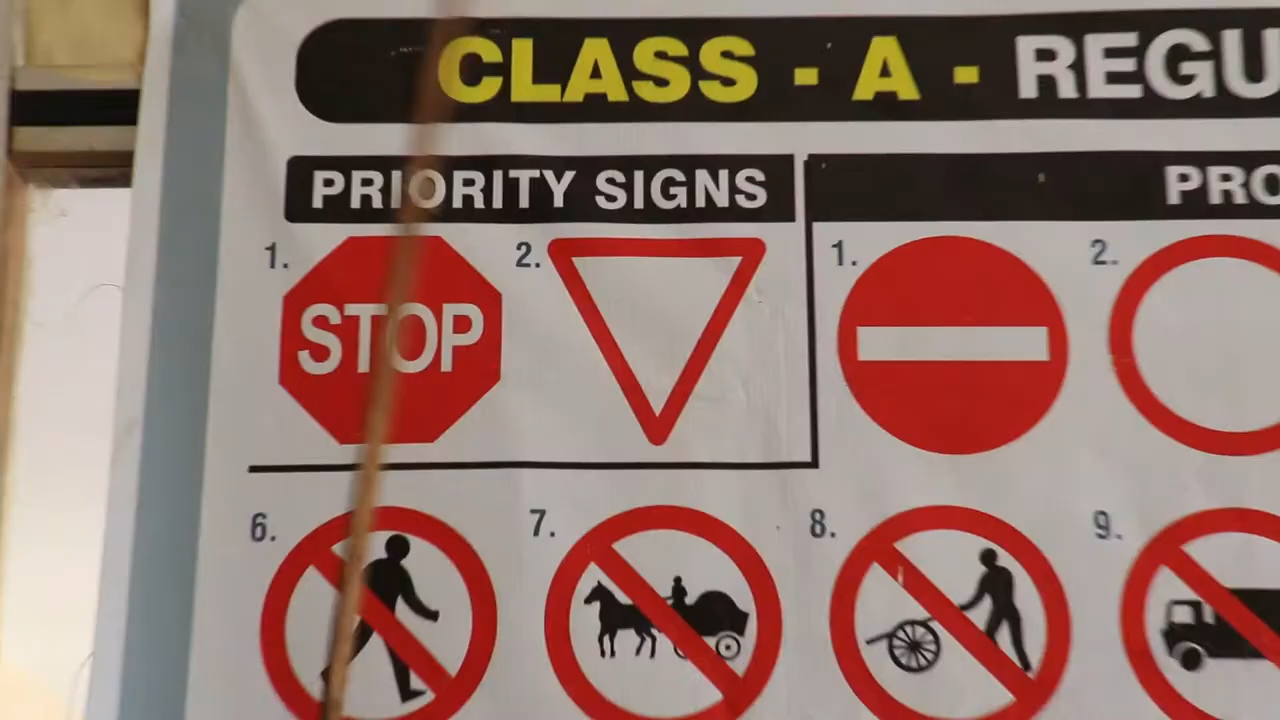 CLASS - A - REGU
PRIORITY SIGNS
PRO
1.
STOP
2.
1.
2.
6.
7.
8.
9.